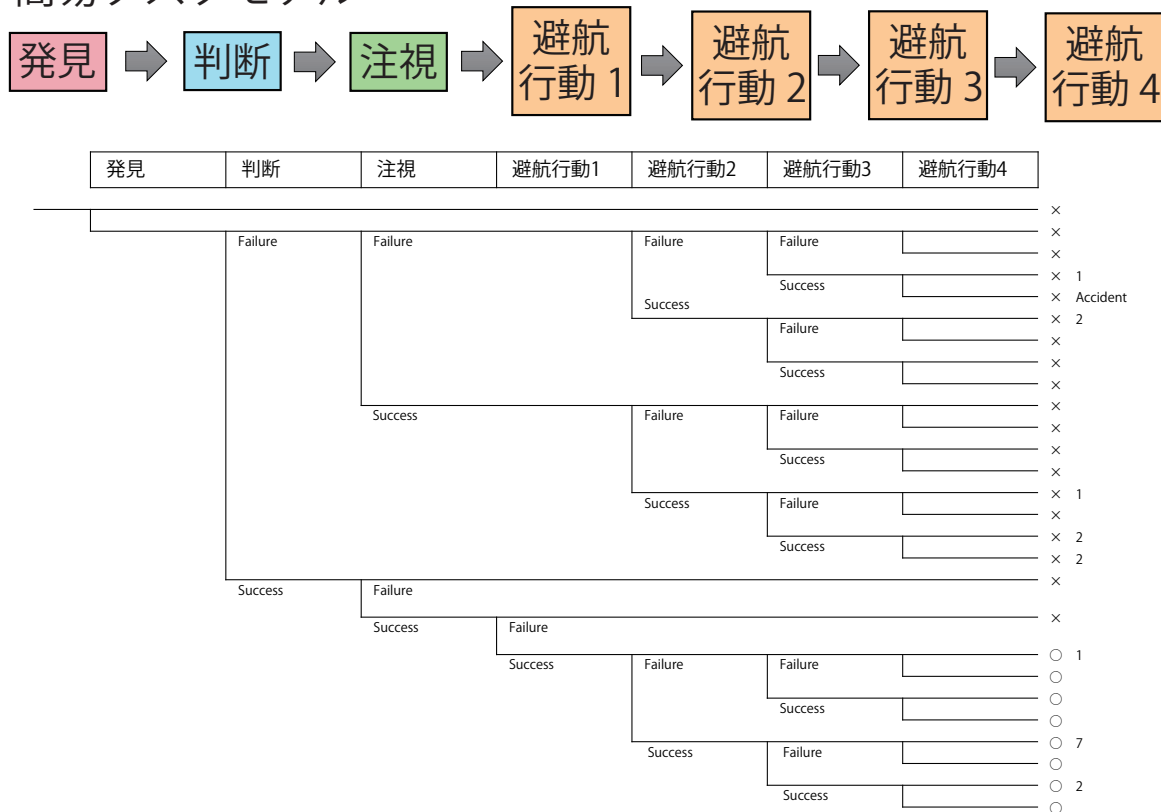 簡易タスクモデル
発見 判断 注視 避航行動 1 避航行動 2 避航行動 3 避航行動 4
発見 判断 注視 避航行動1 避航行動2 避航行動3 避航行動4
×
×
Failure Failure Failure Failure
×
× 1
Success
× Accident
Success
× 2
Failure
×
×
Success
×
×
Success Failure Failure
×
×
Success
×
× 1
Success Failure
×
× 2
Success
× 2
×
Success Failure
×
Success Failure
○ 1
Success Failure Failure
○
○
Success
○
○ 7
Success Failure
○
○ 2
Success
○